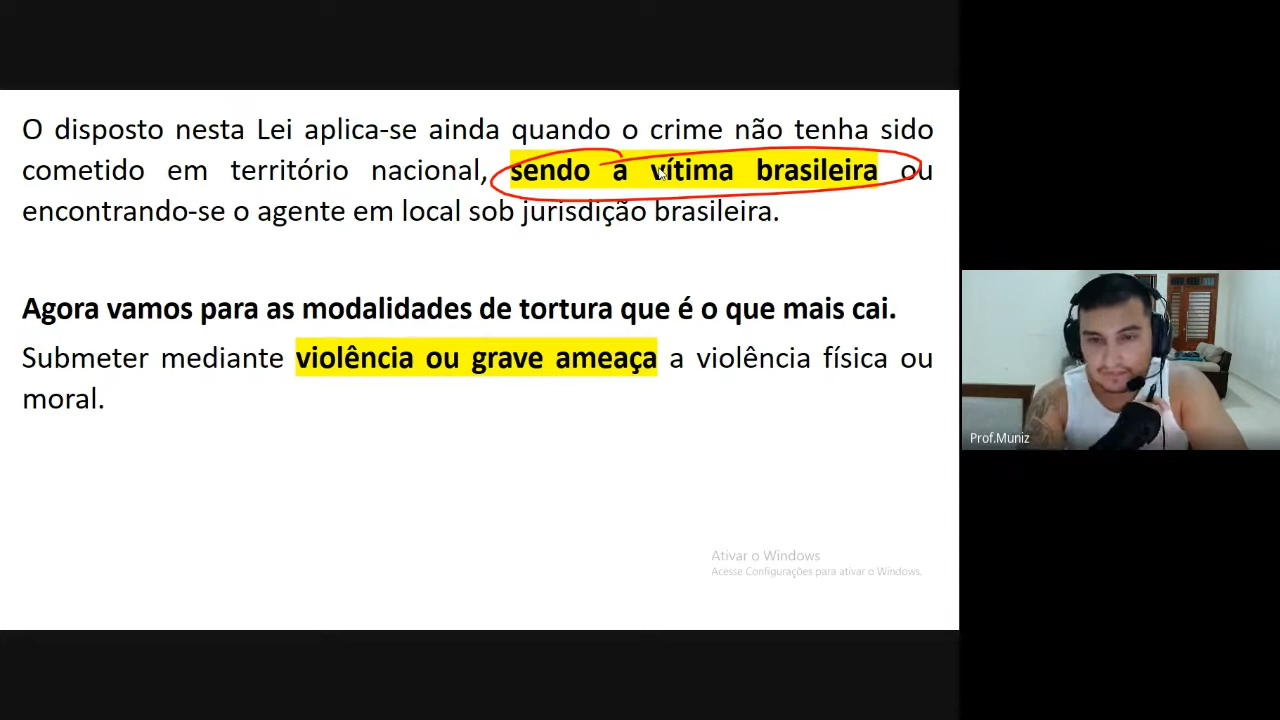 O disposto nesta Lei aplica-se ainda quando o crime não tenha sido
cometido em território nacional, sendo a vítima brasileira ou
encontrando-se o agente em local sob jurisdição brasileira.
Agora vamos para as modalidades de tortura que é o que mais cai.
Submeter mediante violência ou grave ameaça a violência física ou
moral.
Prof.Muniz
Ativar o Windows
Acesse Configurações para ativar o Windows.